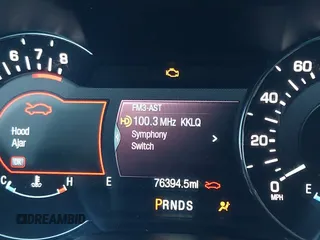 7 8
FM3-AST
HD 100.3 MHz KKLQ
Symphony
Switch
>
Hood
Ajar
C H E
76394.5mi
PRNDS
60
40
20
0
MPH
E
DREAMBID